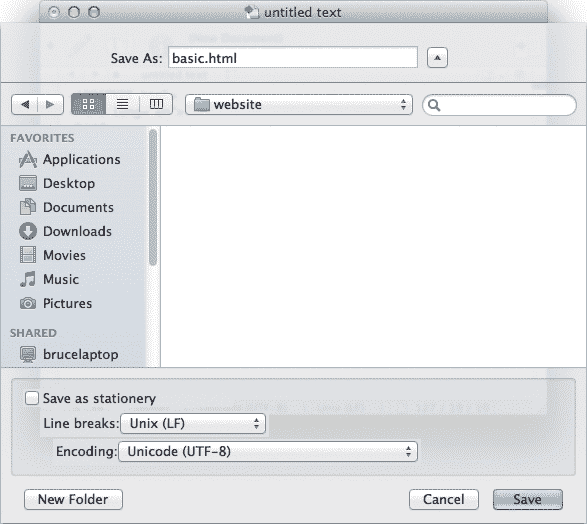 untitled text
Save As: basic.html
website
FAVORITES
Applications
Desktop
Documents
Downloads
Movies
Music
Pictures
SHARED
brucelaptop
Save as stationery
Line breaks: Unix (LF)
Encoding: Unicode (UTF-8)
New Folder Cancel Save